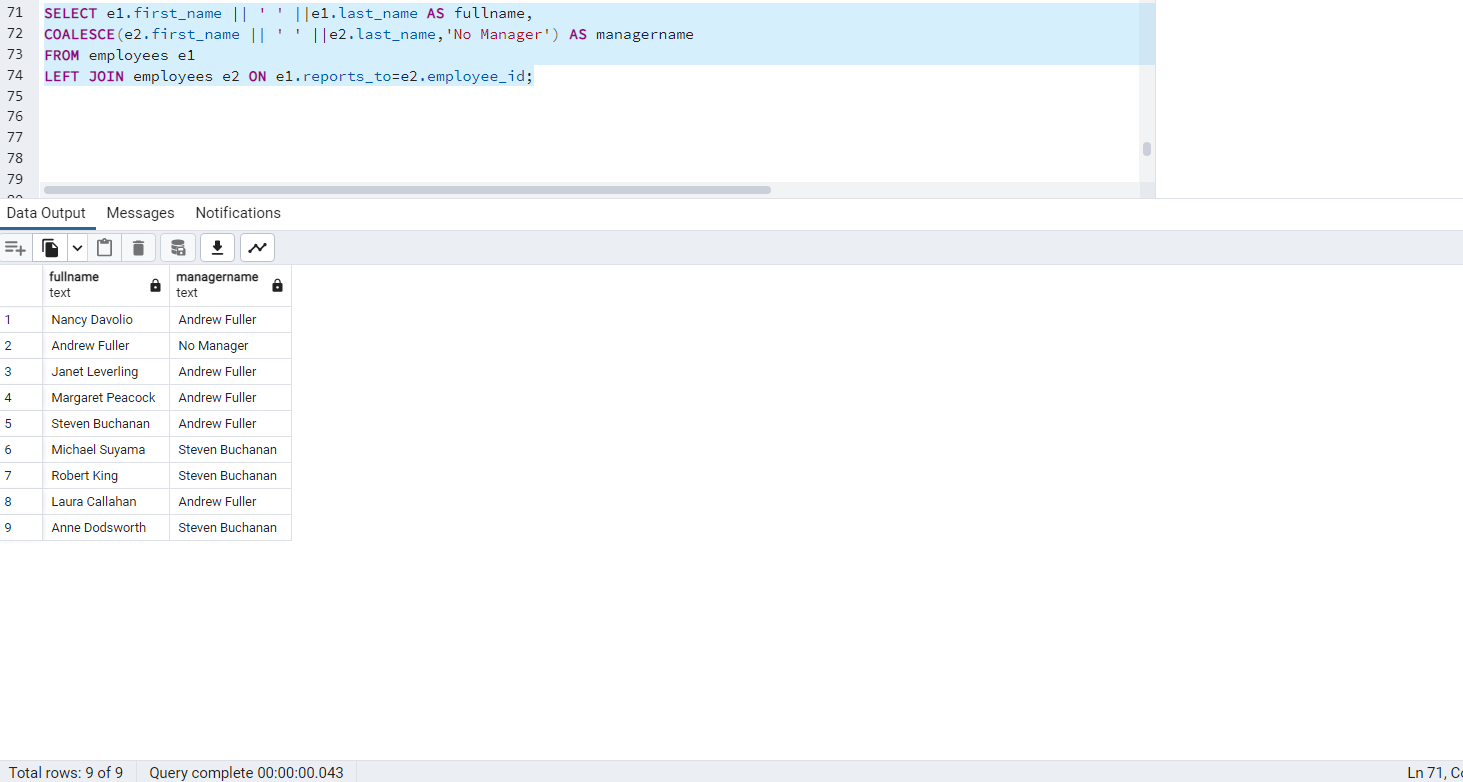 71 SELECT e1.first_name || ' ' ||e1.last_name AS fullname,
72 COALESCE(e2.first_name || ' ' ||e2.last_name,'No Manager') AS managername
73 FROM employees e1
74 LEFT JOIN employees e2 ON e1.reports_to=e2.employee_id;
75
76
77
78
79
Data Output Messages Notifications
fullname managername
text text
1 Nancy Davolio Andrew Fuller
2 Andrew Fuller No Manager
3 Janet Leverling Andrew Fuller
4 Margaret Peacock Andrew Fuller
5 Steven Buchanan Andrew Fuller
6 Michael Suyama Steven Buchanan
7 Robert King Steven Buchanan
8 Laura Callahan Andrew Fuller
9 Anne Dodsworth Steven Buchanan
Total rows: 9 of 9 Query complete 00:00:00.043 Ln 71,